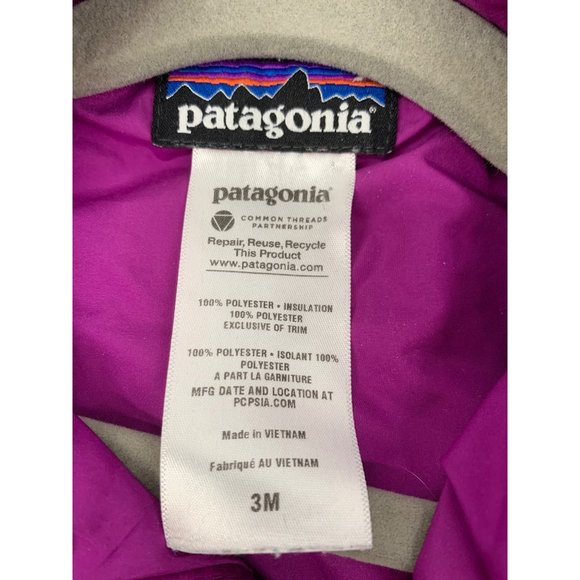 patagonia
patagonia
COMMON THREADS
PARTNERSHIP
Repair, Reuse, Recycle
This Product
www.patagonia.com
100% POLYESTER • INSULATION
100% POLYESTER
EXCLUSIVE OF TRIM
100% POLYESTER • ISOLANT 100%
POLYESTER
A PART LA GARNITURE
MFG DATE AND LOCATION AT
PCPSIA.COM
Made in VIETNAM
Fabriqué AU VIETNAM
3M